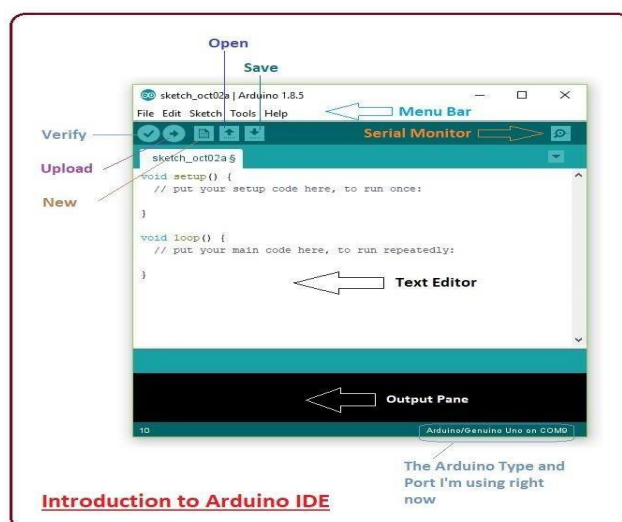 Open
Save
sketch_oct02a | Arduino 1.8.5
File Edit Sketch Tools Help
Menu Bar
Verify
Serial Monitor
Upload
sketch_oct02a §
New
void setup() {
// put your setup code here, to run once:
}
void loop() {
// put your main code here, to run repeatedly:
}
Text Editor
Output Pane
10
Arduino/Genuino Uno on COM9
The Arduino Type and
Port I'm using right
now
Introduction to Arduino IDE